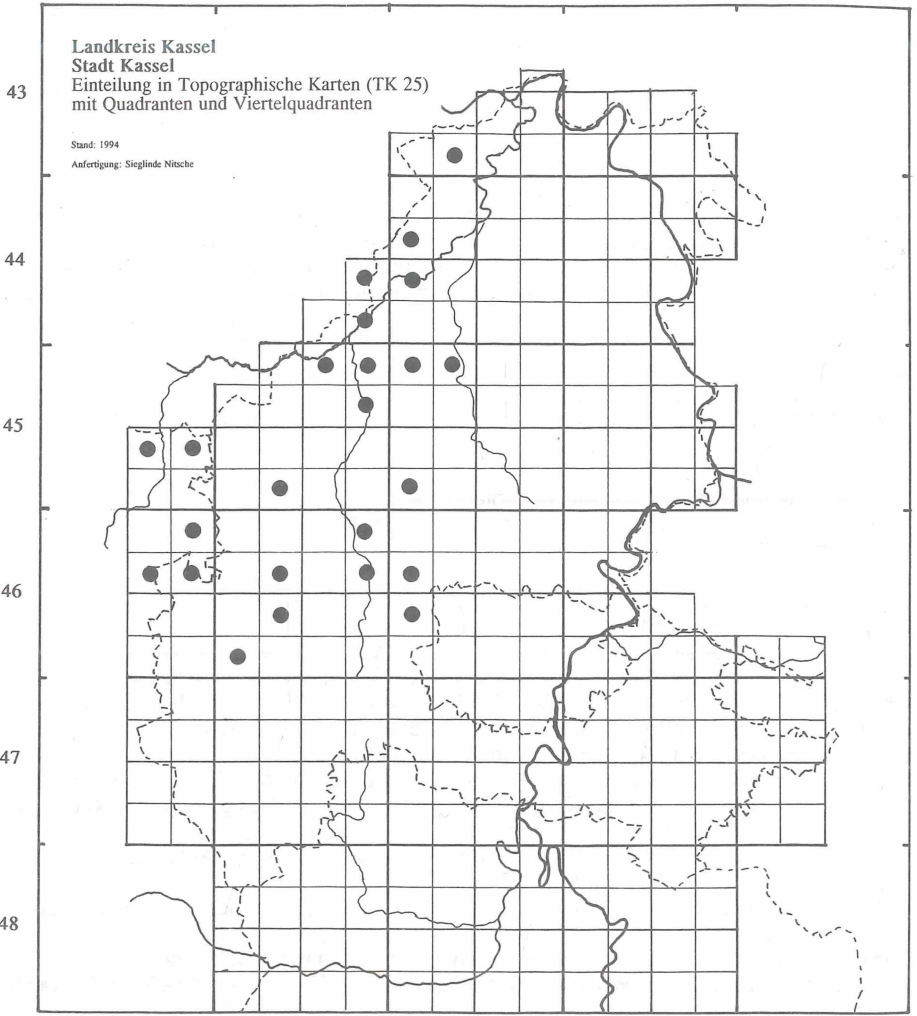 Landkreis Kassel
Stadt Kassel
Einteilung in Topographische Karten (TK 25)
mit Quadranten und Viertelquadranten
Stand: 1994
Anfertigung: Sieglinde Nitsche
43
44
45
46
47
48